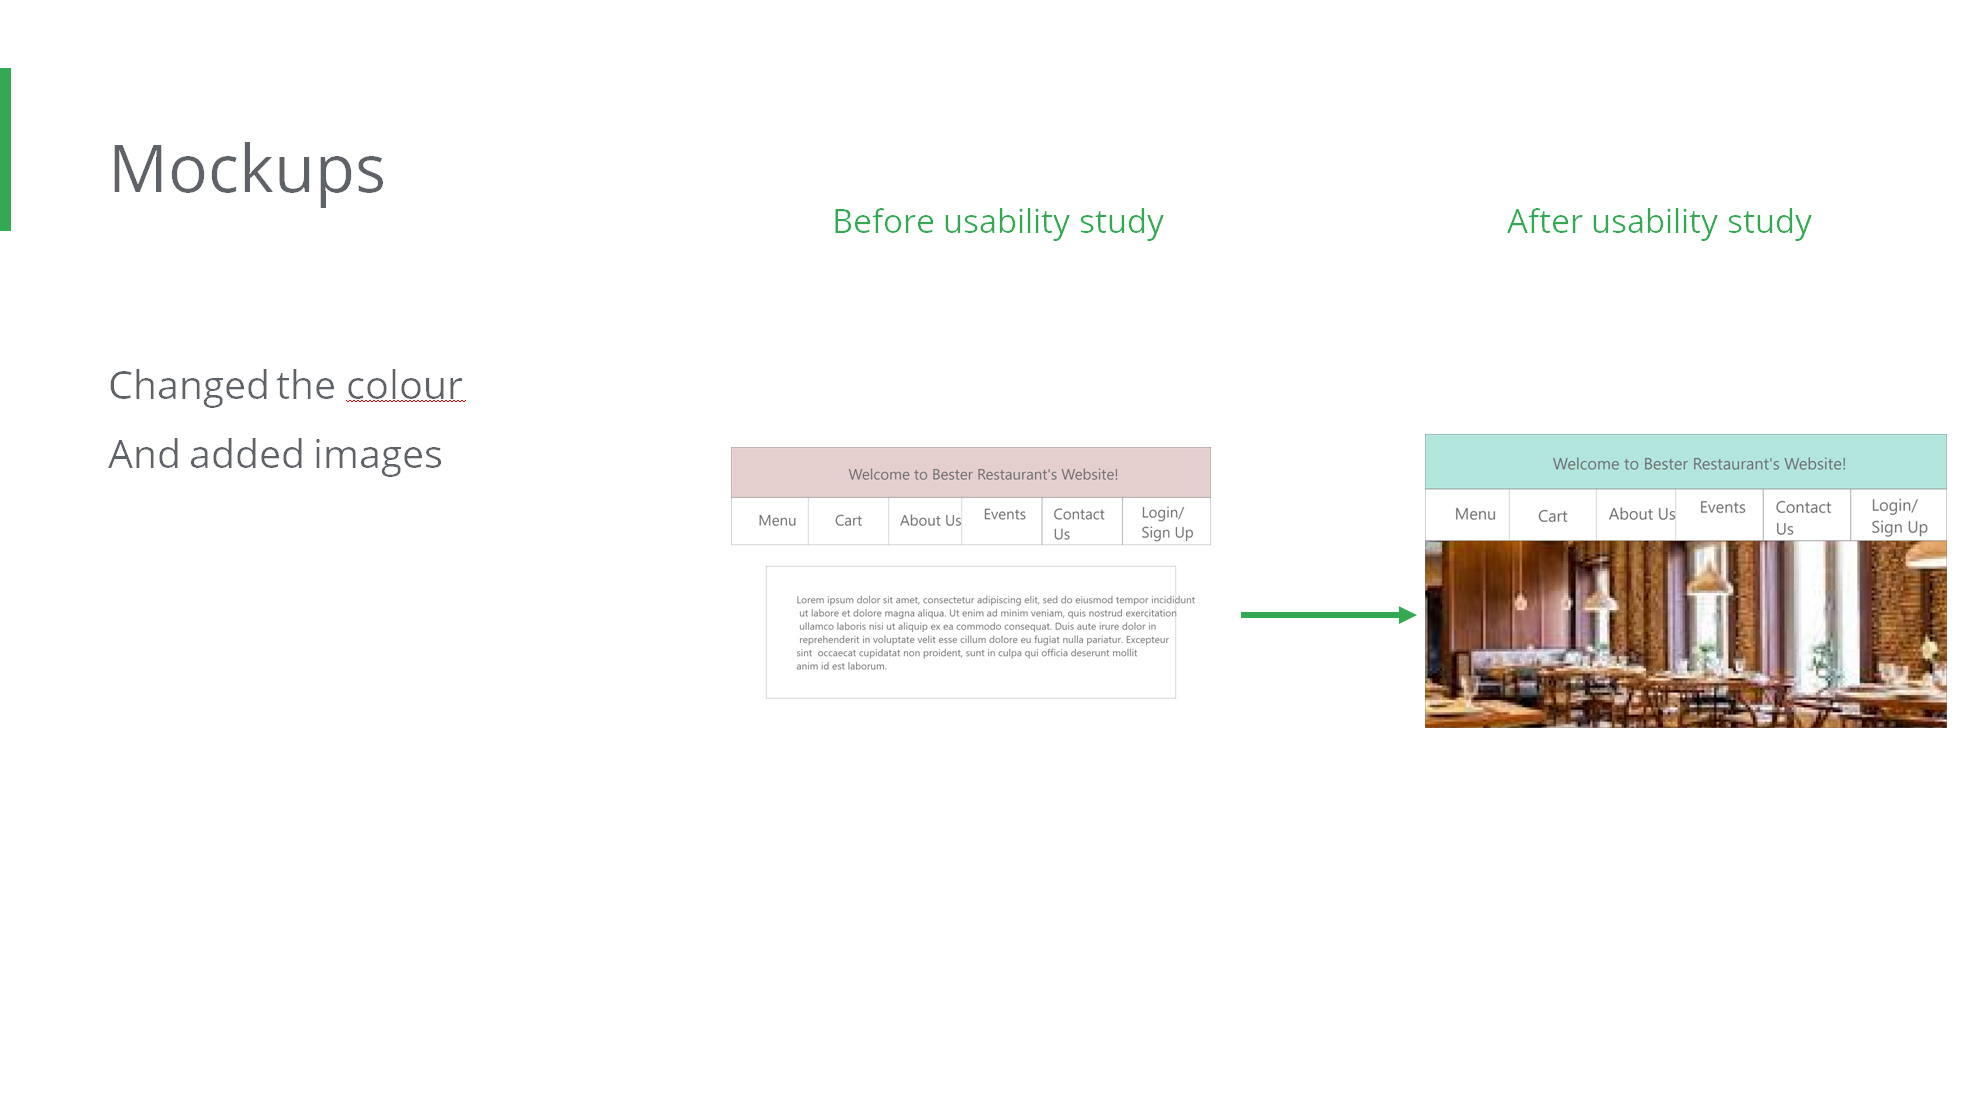 Mockups
Before usability study
After usability study
Changed the colour
And added images
Welcome to Bester Restaurant's Website!
Menu
Cart
About Us
Events
Contact
Us
Login/
Sign Up
Lorem ipsum dolor sit amet, consectetur adipiscing elit, sed do eiusmod tempor incididunt
ut labore et dolore magna aliqua. Ut enim ad minim veniam, quis nostrud exercitation
ullamco laboris nisi ut aliquip ex ea commodo consequat. Duis aute irure dolor in
reprehenderit in voluptate velit esse cillum dolore eu fugiat nulla pariatur. Excepteur
sint occaecat cupidatat non proident, sunt in culpa qui officia deserunt mollit
anim id est laborum.
Welcome to Bester Restaurant's Website!
Menu
Cart
About Us
Events
Contact
Us
Login/
Sign Up